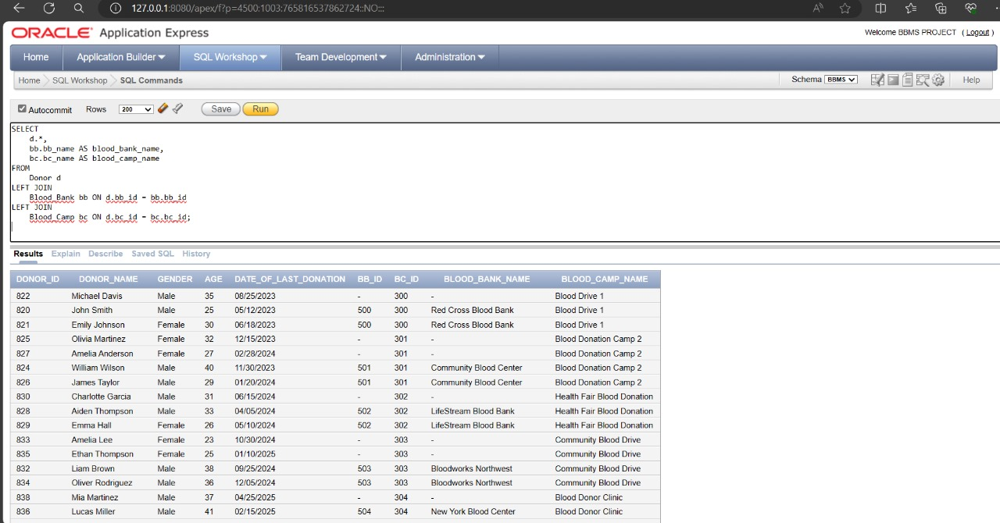 127.0.0.1:8080/apex/f?p=4500:1003:765816537862724::NO:::
ORACLE Application Express
Welcome BBMS PROJECT ( Logout )
Home Application Builder SQL Workshop Team Development Administration
Home SQL Workshop SQL Commands Schema BBMS Help
Autocommit Rows 200 Save Run
SELECT
d.*,
bb.bb_name AS blood_bank_name,
bc.bc_name AS blood_camp_name
FROM
Donor d
LEFT JOIN
Blood_Bank bb ON d.bb_id = bb.bb_id
LEFT JOIN
Blood_Camp bc ON d.bc_id = bc.bc_id;
Results Explain Describe Saved SQL History
DONOR_ID DONOR_NAME GENDER AGE DATE_OF_LAST_DONATION BB_ID BC_ID BLOOD_BANK_NAME BLOOD_CAMP_NAME
822 Michael Davis Male 35 08/25/2023 - 300 - Blood Drive 1
820 John Smith Male 25 05/12/2023 500 300 Red Cross Blood Bank Blood Drive 1
821 Emily Johnson Female 30 06/18/2023 500 300 Red Cross Blood Bank Blood Drive 1
825 Olivia Martinez Female 32 12/15/2023 - 301 - Blood Donation Camp 2
827 Amelia Anderson Female 27 02/28/2024 - 301 - Blood Donation Camp 2
824 William Wilson Male 40 11/30/2023 501 301 Community Blood Center Blood Donation Camp 2
826 James Taylor Male 29 01/20/2024 501 301 Community Blood Center Blood Donation Camp 2
830 Charlotte Garcia Male 31 06/15/2024 - 302 - Health Fair Blood Donation
828 Aiden Thompson Male 33 04/05/2024 502 302 LifeStream Blood Bank Health Fair Blood Donation
829 Emma Hall Female 26 05/10/2024 502 302 LifeStream Blood Bank Health Fair Blood Donation
833 Amelia Lee Female 23 10/30/2024 - 303 - Community Blood Drive
835 Ethan Thompson Female 25 01/10/2025 - 303 - Community Blood Drive
832 Liam Brown Male 38 09/25/2024 503 303 Bloodworks Northwest Community Blood Drive
834 Oliver Rodriguez Male 36 12/05/2024 503 303 Bloodworks Northwest Community Blood Drive
838 Mia Martinez Male 37 04/25/2025 - 304 - Blood Donor Clinic
836 Lucas Miller Male 41 02/15/2025 504 304 New York Blood Center Blood Donor Clinic